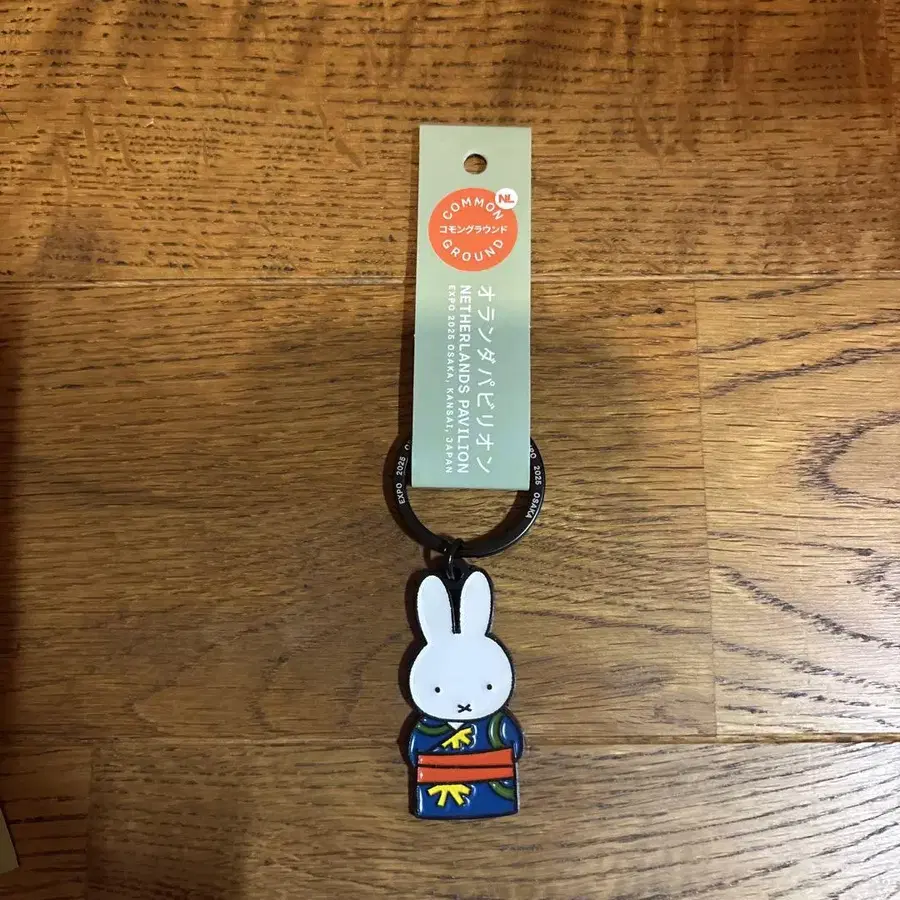 NL
COMMON
コモングラウンド
GROUND
オランダパビリオン
NETHERLANDS PAVILION
EXPO 2025 OSAKA, KANSAI, JAPAN
EXPO 2025
2025 OSAKA